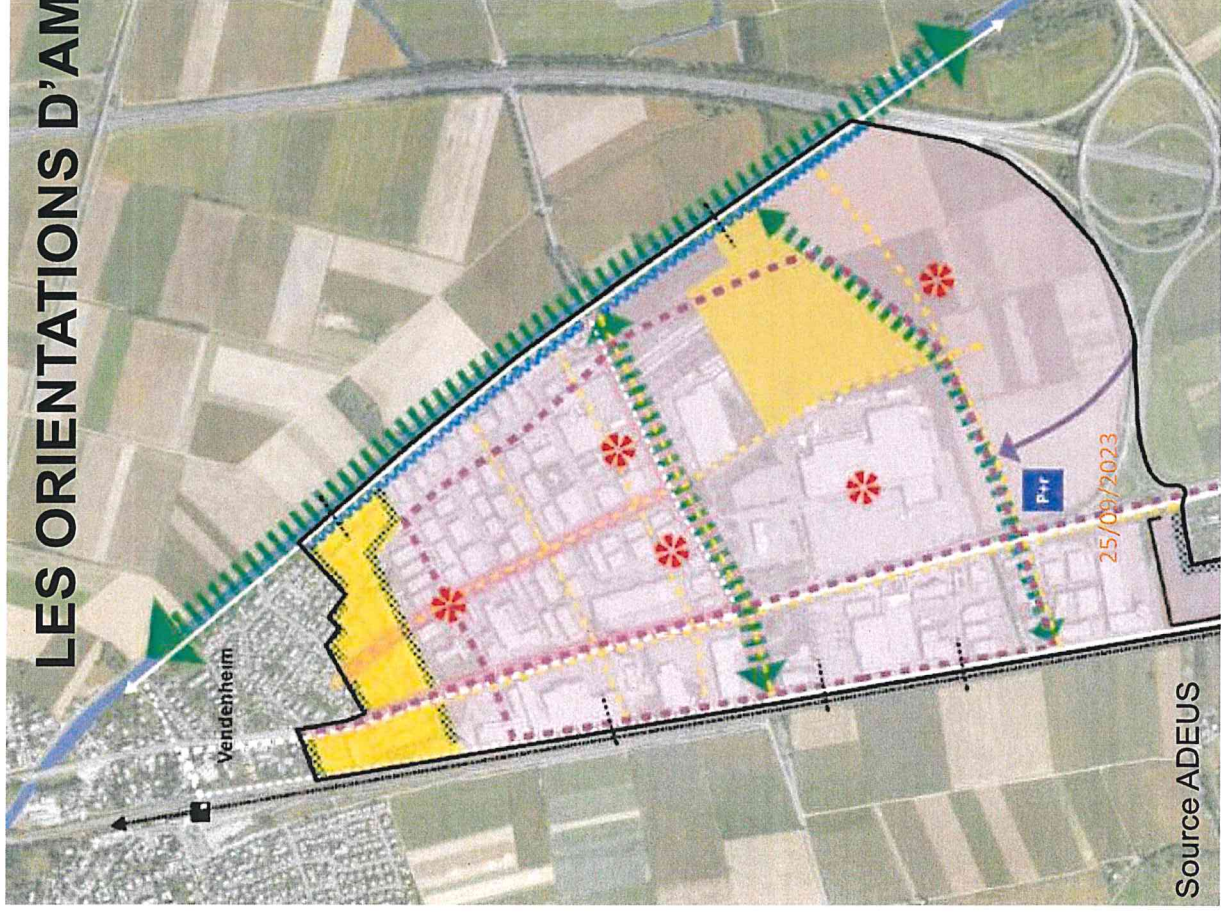 LES ORIENTATIONS D'AM
Vendenheim
P+r
25/09/2023
Source ADEUS